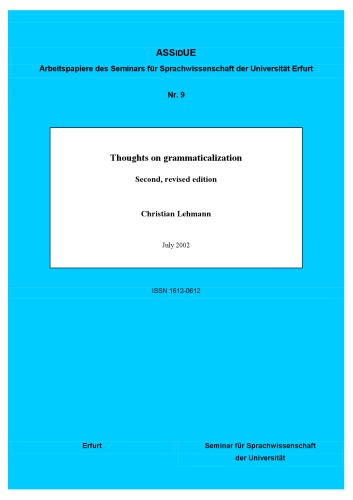 ASSIDUE
Arbeitspapiere des Seminars für Sprachwissenschaft der Universität Erfurt
Nr. 9
Thoughts on grammaticalization
Second, revised edition
Christian Lehmann
July 2002
ISSN 1612-0612
Erfurt
Seminar für Sprachwissenschaft
der Universität